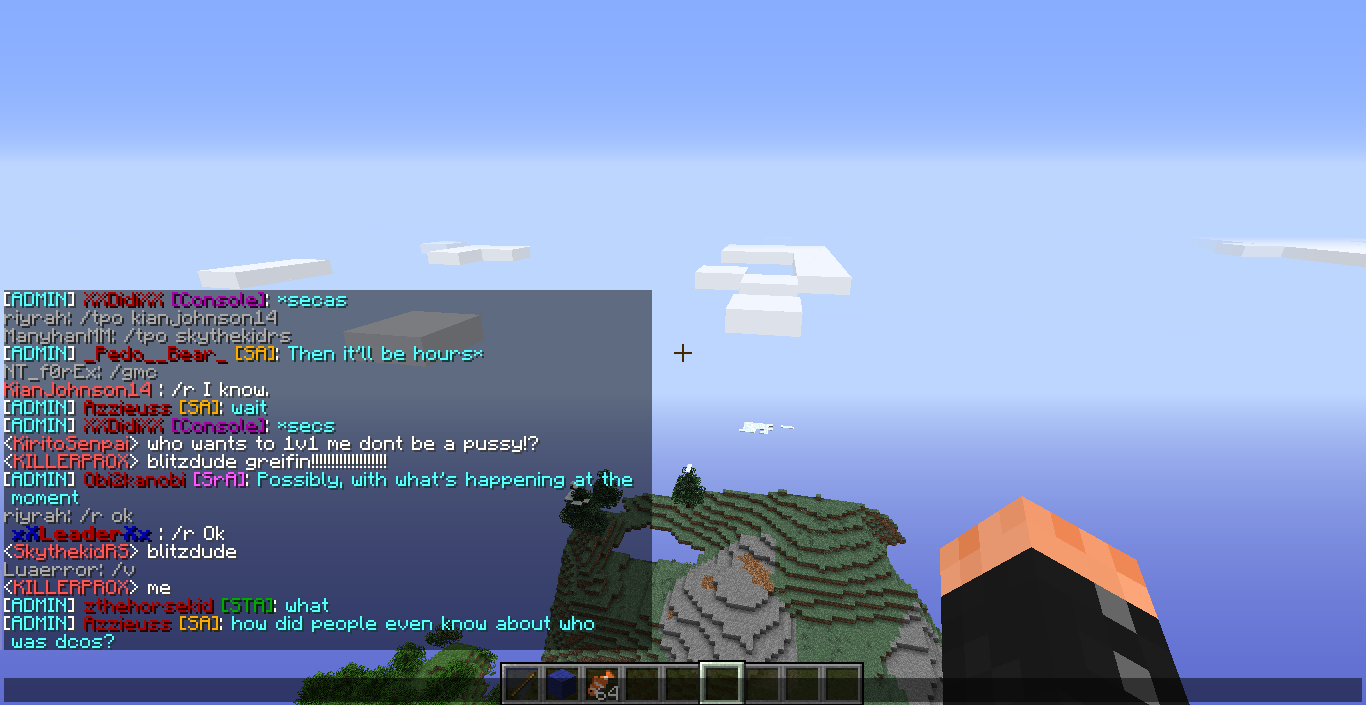 [ADMIN] XXDidiXX [Console]: *secas
riyrah: /tpo kianjohnson14
ManyhanMM: /tpo skythekidrs
[ADMIN] _Pedo__Bear_ [SA]: Then it'll be hours*
NT_f0rEx: /gmc
KianJohnson14 : /r I know.
[ADMIN] Azzieuss [SA]: wait
[ADMIN] XXDidiXX [Console]: *secs
<KiritoSenpai> who wants to 1v1 me dont be a pussy!?
<KILLERPROX> blitzdude greifin!!!!!!!!!!!!!!!!!!
[ADMIN] Obi2kanobi [SrA]: Possibly, with what's happening at the
moment
riyrah: /r ok
xXLeaderXx : /r Ok
<SkythekidRS> blitzdude
Luaerror: /v
<KILLERPROX> me
[ADMIN] zthehorsekid [STA]: what
[ADMIN] Azzieuss [SA]: how did people even know about who
was dcos?
64